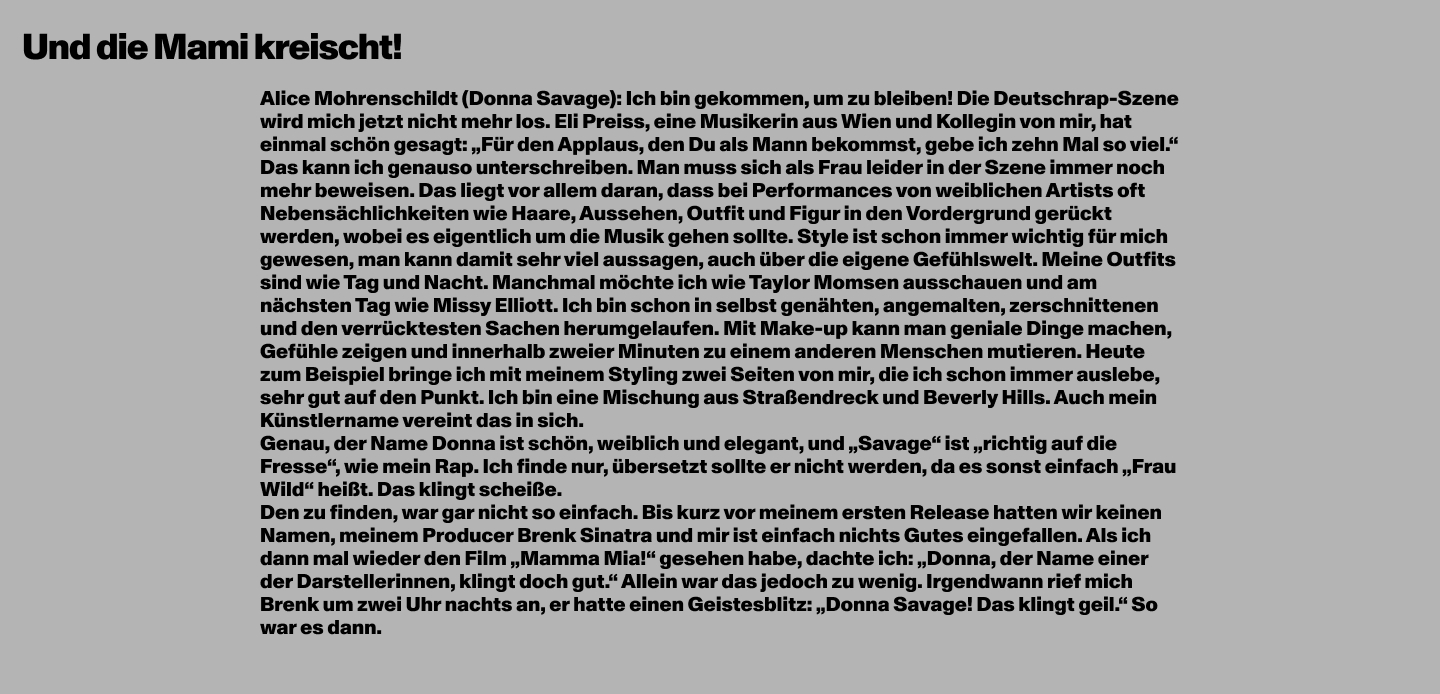 Und die Mami kreischt!
Alice Mohrenschildt (Donna Savage): Ich bin gekommen, um zu bleiben! Die Deutschrap-Szene
wird mich jetzt nicht mehr los. Eli Preiss, eine Musikerin aus Wien und Kollegin von mir, hat
einmal schön gesagt: „Für den Applaus, den Du als Mann bekommst, gebe ich zehn Mal so viel.“
Das kann ich genauso unterschreiben. Man muss sich als Frau leider in der Szene immer noch
mehr beweisen. Das liegt vor allem daran, dass bei Performances von weiblichen Artists oft
Nebensächlichkeiten wie Haare, Aussehen, Outfit und Figur in den Vordergrund gerückt
werden, wobei es eigentlich um die Musik gehen sollte. Style ist schon immer wichtig für mich
gewesen, man kann damit sehr viel aussagen, auch über die eigene Gefühlswelt. Meine Outfits
sind wie Tag und Nacht. Manchmal möchte ich wie Taylor Momsen ausschauen und am
nächsten Tag wie Missy Elliott. Ich bin schon in selbst genähten, angemalten, zerschnittenen
und den verrücktesten Sachen herumgelaufen. Mit Make-up kann man geniale Dinge machen,
Gefühle zeigen und innerhalb zweier Minuten zu einem anderen Menschen mutieren. Heute
zum Beispiel bringe ich mit meinem Styling zwei Seiten von mir, die ich schon immer auslebe,
sehr gut auf den Punkt. Ich bin eine Mischung aus Straßendreck und Beverly Hills. Auch mein
Künstlername vereint das in sich.
Genau, der Name Donna ist schön, weiblich und elegant, und „Savage“ ist „richtig auf die
Fresse“, wie mein Rap. Ich finde nur, übersetzt sollte er nicht werden, da es sonst einfach „Frau
Wild“ heißt. Das klingt scheiße.
Den zu finden, war gar nicht so einfach. Bis kurz vor meinem ersten Release hatten wir keinen
Namen, meinem Producer Brenk Sinatra und mir ist einfach nichts Gutes eingefallen. Als ich
dann mal wieder den Film „Mamma Mia!“ gesehen habe, dachte ich: „Donna, der Name einer
der Darstellerinnen, klingt doch gut.“ Allein war das jedoch zu wenig. Irgendwann rief mich
Brenk um zwei Uhr nachts an, er hatte einen Geistesblitz: „Donna Savage! Das klingt geil.“ So
war es dann.